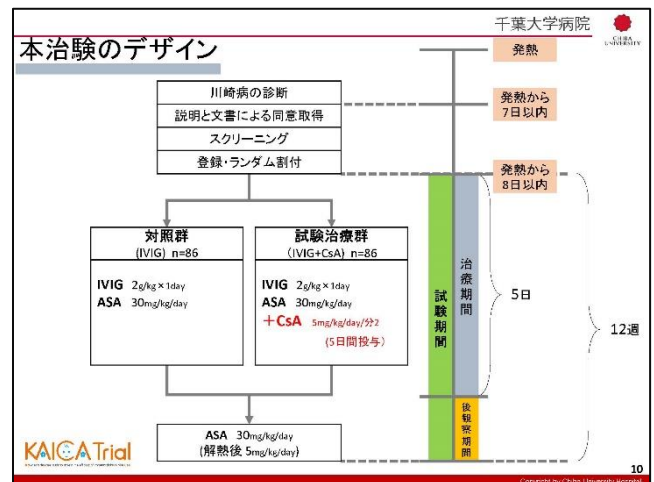 千葉大学病院
CHIBA
UNIVERSITY
本治験のデザイン
発熱
川崎病の診断
説明と文書による同意取得
スクリーニング
登録・ランダム割付
発熱から
7日以内
発熱から
8日以内
対照群
(IVIG) n=86
IVIG 2g/kg×1day
ASA 30mg/kg/day
試験治療群
(IVIG+CsA) n=86
IVIG 2g/kg×1day
ASA 30mg/kg/day
+CsA 5mg/kg/day/分2
(5日間投与)
試験期間
治療期間
5日
12週
後観察期間
ASA 30mg/kg/day
(解熱後 5mg/kg/day)
KAICA Trial
10
Copyright by Chiba University Hospital